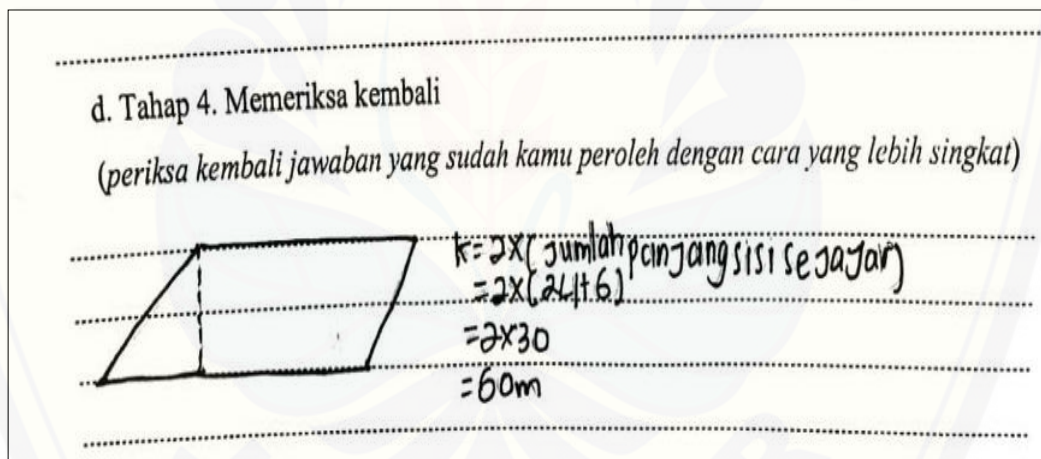 d. Tahap 4. Memeriksa kembali
(periksa kembali jawaban yang sudah kamu peroleh dengan cara yang lebih singkat)
k=2x(Jumlah panjang sisi sejajar)
=2x(24+6)
=2x30
=60m